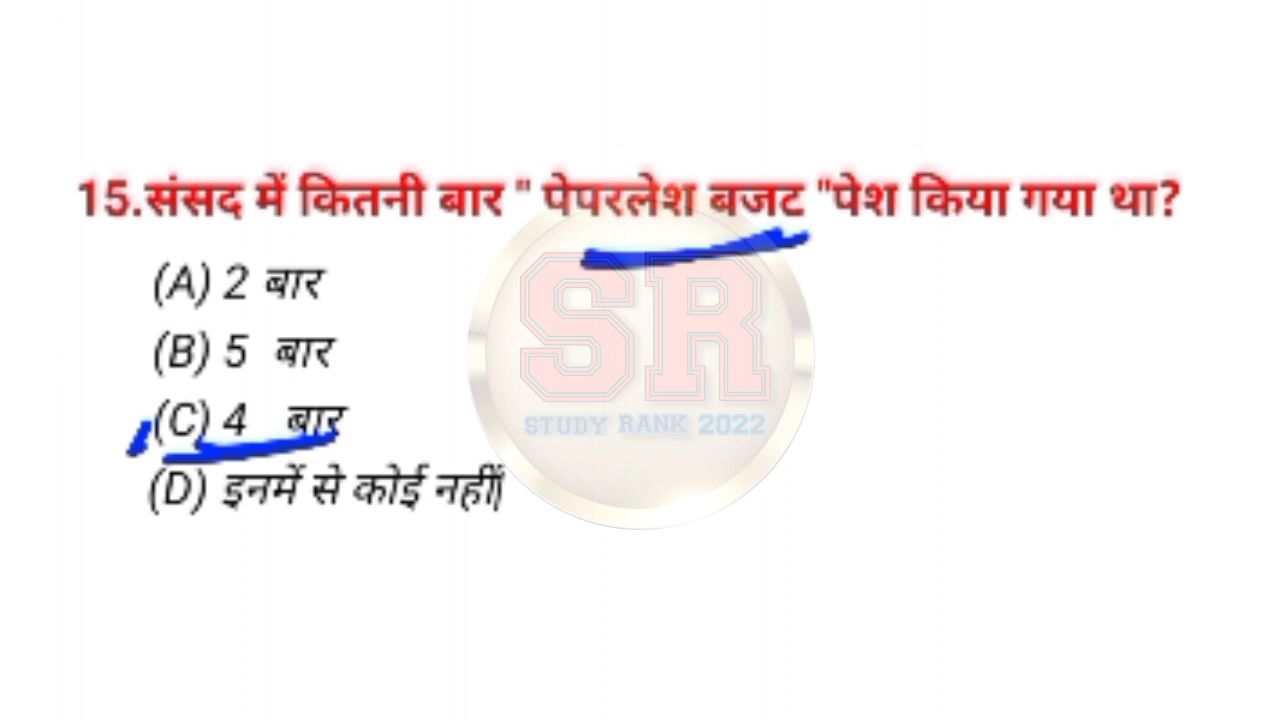 15.संसद में कितनी बार " पेपरलेश बजट "पेश किया गया था?
(A) 2 बार
(B) 5 बार
(C) 4 बार
(D) इनमें से कोई नहीं
SR
STUDY RANK 2022